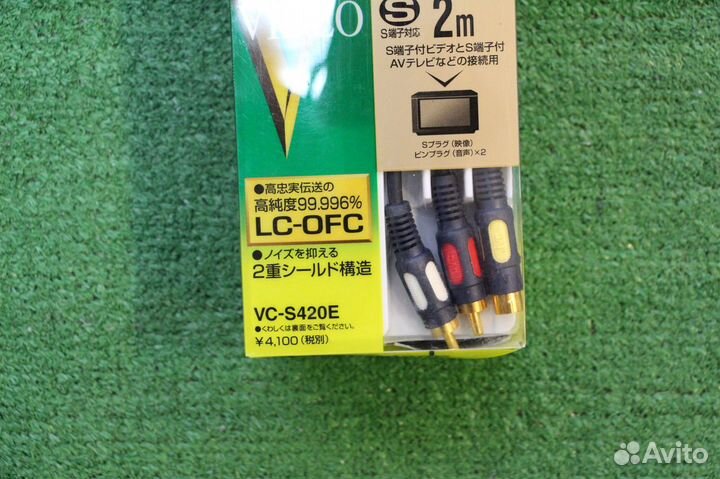 S
S端子対応
2m
S端子付ビデオとS端子付
AVテレビなどの接続用
Sプラグ(映像)
ピンプラグ(音声)×2
●高忠実伝送の
高純度99.996%
LC-OFC
●ノイズを抑える
2重シールド構造
VC-S420E
●くわしくは裏面をご覧ください。
¥4,100(税別)
Avito